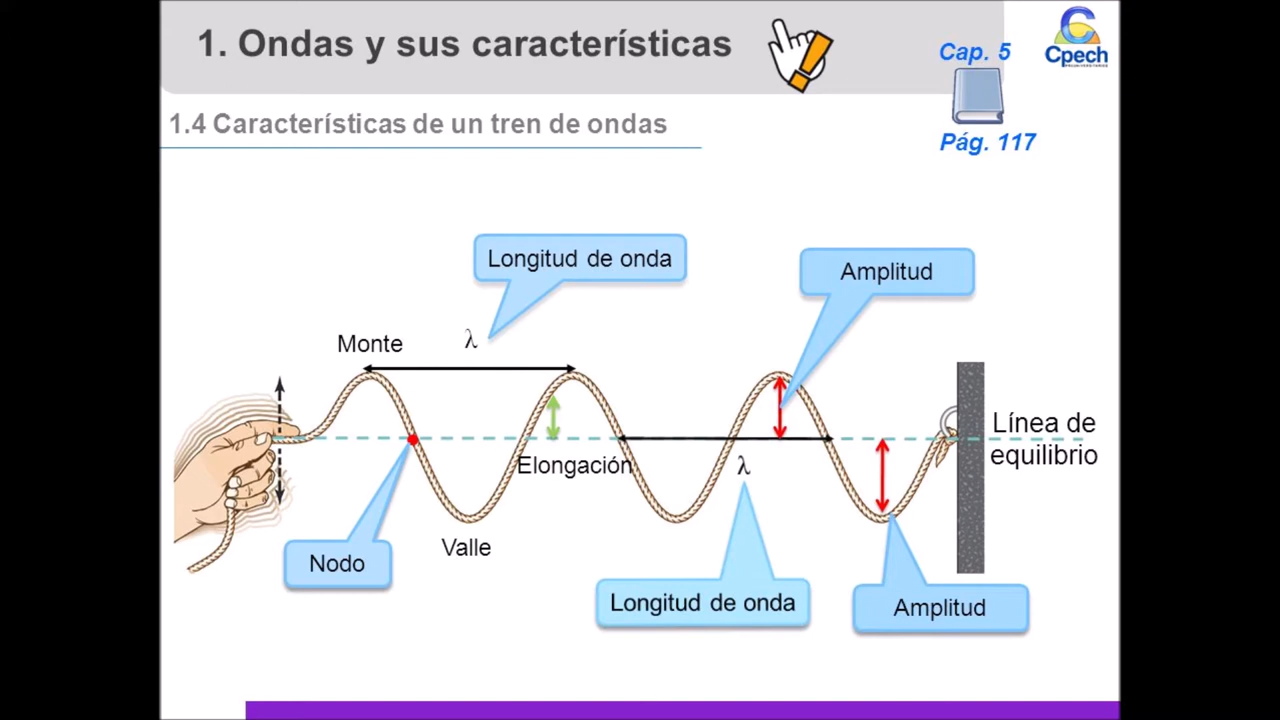 1. Ondas y sus características
Cap. 5
Cpech
Pág. 117
1.4 Características de un tren de ondas
Longitud de onda
Amplitud
Monte
λ
Línea de
equilibrio
Elongación
λ
Valle
Nodo
Longitud de onda
Amplitud